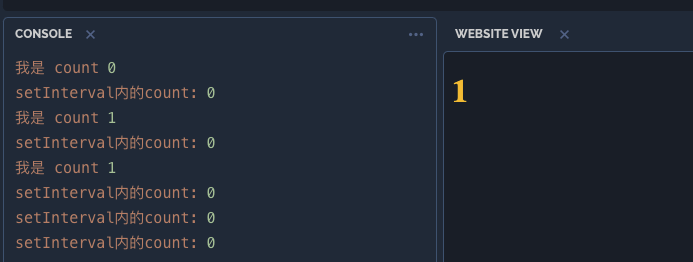 CONSOLE
我是 count 0
setInterval内的count: 0
我是 count 1
setInterval内的count: 0
我是 count 1
setInterval内的count: 0
setInterval内的count: 0
setInterval内的count: 0
WEBSITE VIEW
1